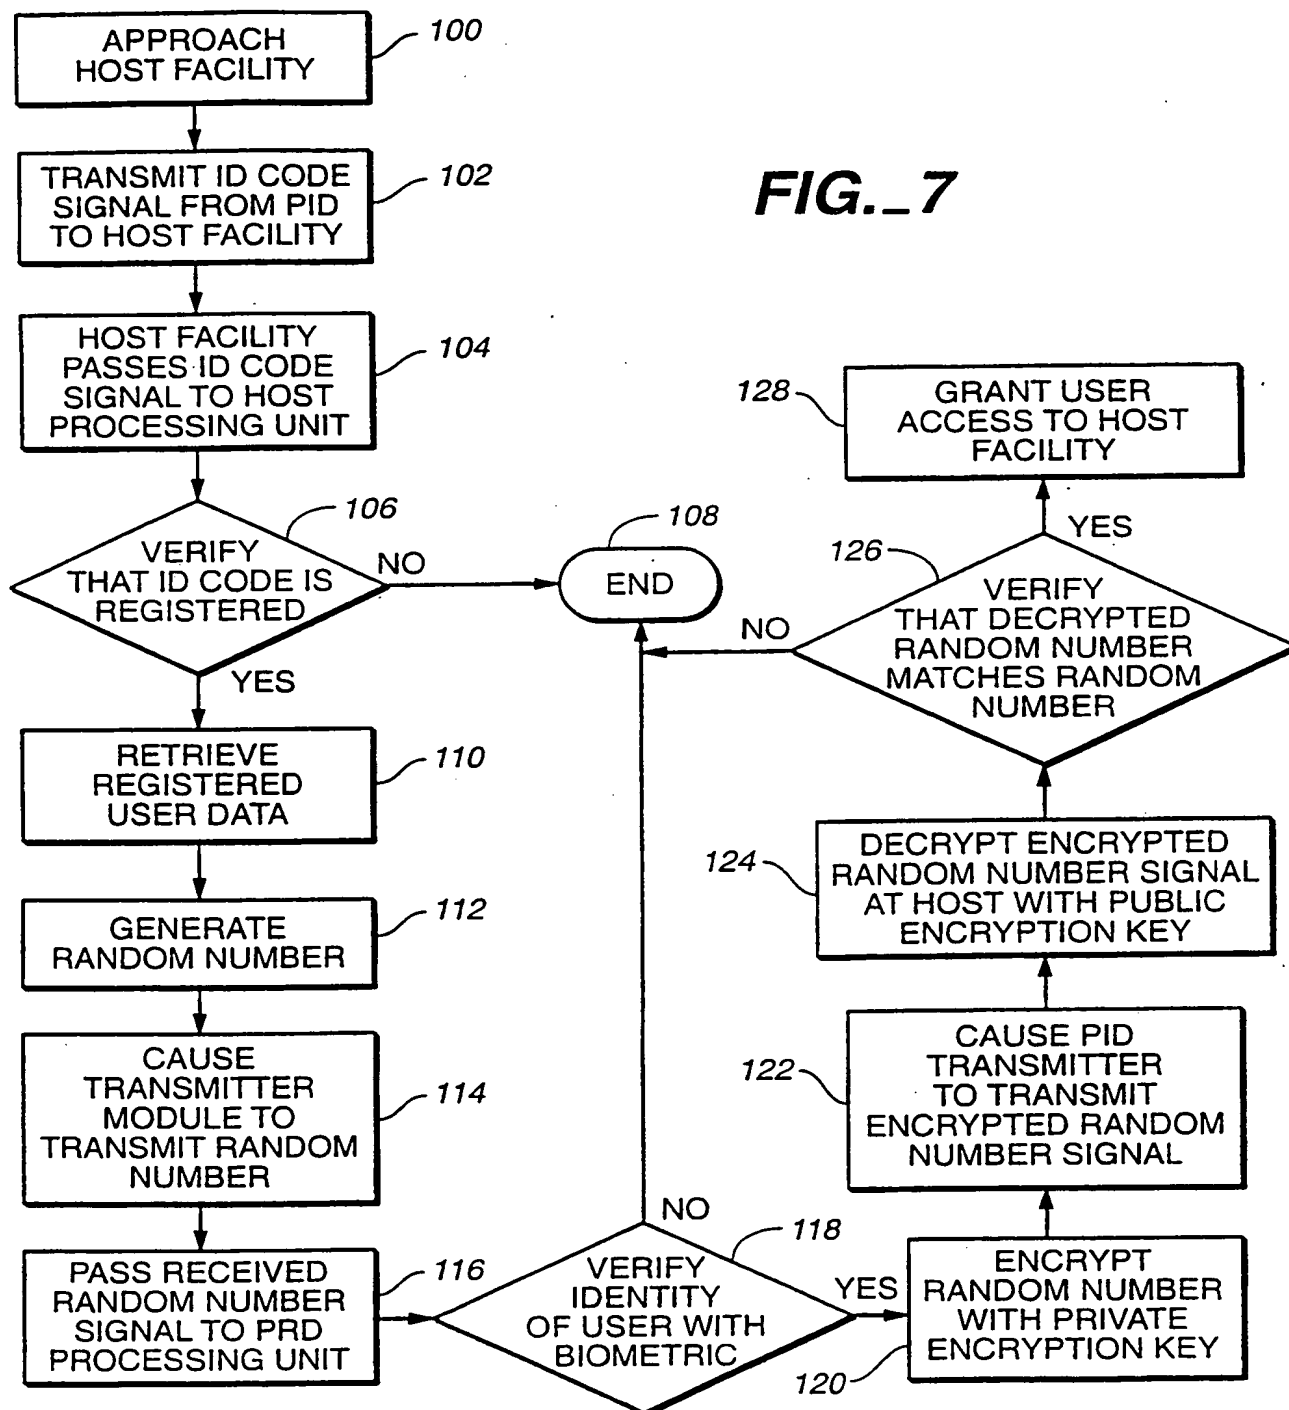 APPROACH
HOST FACILITY
100
TRANSMIT ID CODE
SIGNAL FROM PID
TO HOST FACILITY
102
FIG._7
HOST FACILITY
PASSES ID CODE
SIGNAL TO HOST
PROCESSING UNIT
104
VERIFY
THAT ID CODE IS
REGISTERED
106
NO
YES
END
108
RETRIEVE
REGISTERED
USER DATA
110
GENERATE
RANDOM NUMBER
112
CAUSE
TRANSMITTER
MODULE TO
TRANSMIT RANDOM
NUMBER
114
PASS RECEIVED
RANDOM NUMBER
SIGNAL TO PRD
PROCESSING UNIT
116
VERIFY
IDENTITY
OF USER WITH
BIOMETRIC
118
NO
YES
ENCRYPT
RANDOM NUMBER
WITH PRIVATE
ENCRYPTION KEY
120
CAUSE PID
TRANSMITTER
TO TRANSMIT
ENCRYPTED RANDOM
NUMBER SIGNAL
122
DECRYPT ENCRYPTED
RANDOM NUMBER SIGNAL
AT HOST WITH PUBLIC
ENCRYPTION KEY
124
VERIFY
THAT DECRYPTED
RANDOM NUMBER
MATCHES RANDOM
NUMBER
126
NO
YES
GRANT USER
ACCESS TO HOST
FACILITY
128